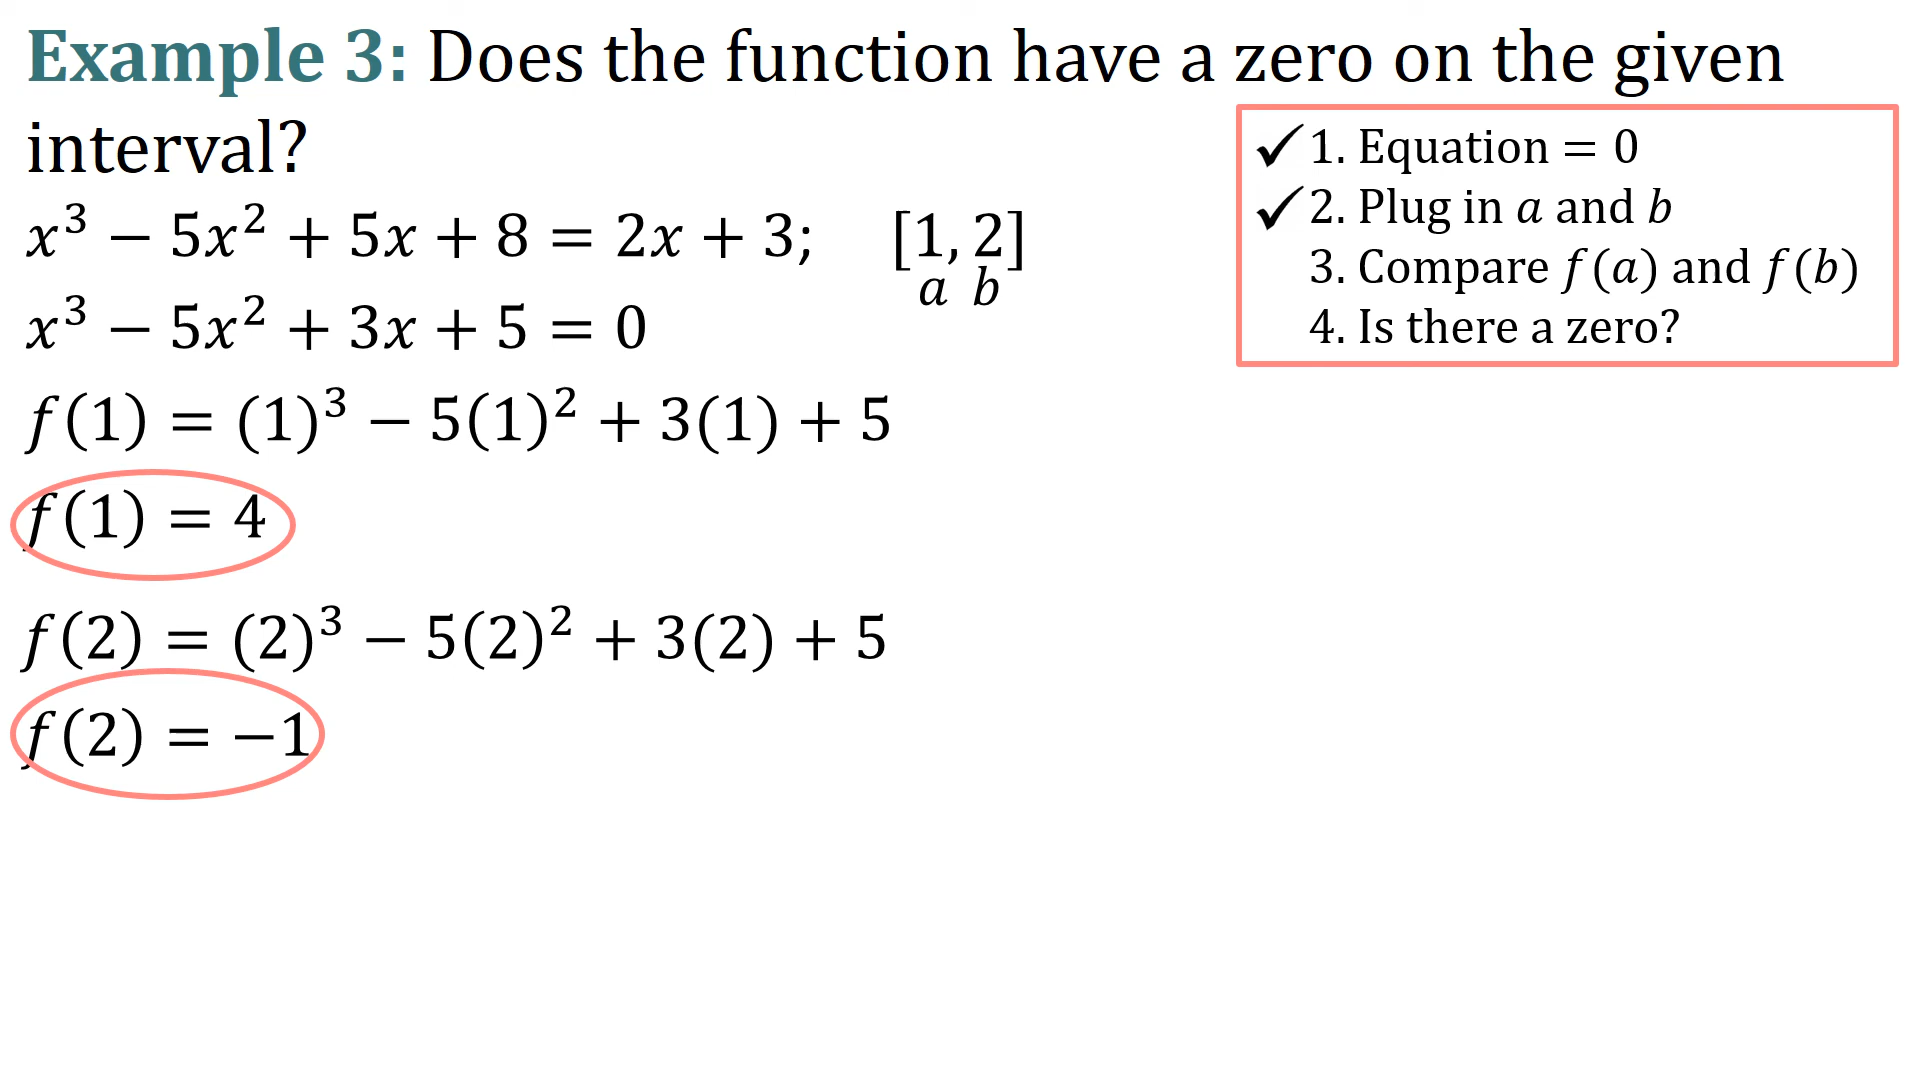 Example 3: Does the function have a zero on the given
interval?
✓1. Equation = 0
✓2. Plug in a and b
3. Compare f(a) and f(b)
4. Is there a zero?
x³ − 5x² + 5x + 8 = 2x + 3; [1, 2]
a b
x³ − 5x² + 3x + 5 = 0
f(1) = (1)³ − 5(1)² + 3(1) + 5
f(1) = 4
f(2) = (2)³ − 5(2)² + 3(2) + 5
f(2) = −1